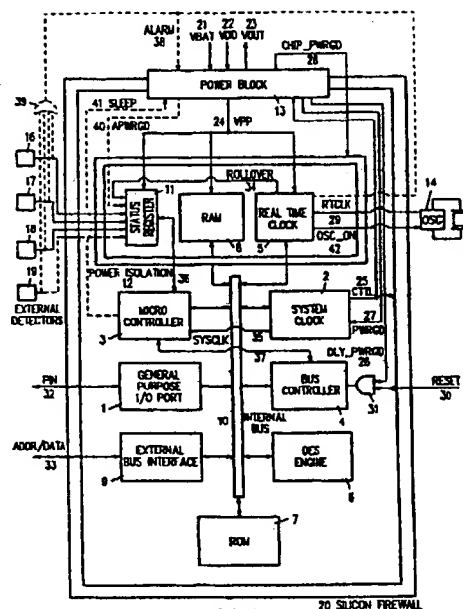 21 22 23
ALARM VBAT VDD VOUT
38
CHIP_PWRGD
28
41 SLEEP
POWER BLOCK
13
39
40 APWRGD
24 VPP
16
17
18
19
EXTERNAL
DETECTORS
ROLLOVER
34
11
STATUS
REGISTER
RAM
REAL TIME
CLOCK
5
RTCLK
29
OSC_ON
42
14
OSC
POWER ISOLATION
12
36
MICRO
CONTROLLER
3
SYSCLK
35
37
2
SYSTEM
CLOCK
25
27
PWRGD
DLY_PWRGD
26
PIN
32
GENERAL
PURPOSE
I/O PORT
1
10
INTERNAL
BUS
BUS
CONTROLLER
4
31
RESET
30
ADDR/DATA
33
EXTERNAL
BUS INTERFACE
9
DES
ENGINE
ROM
7
20 SILICON FIREWALL